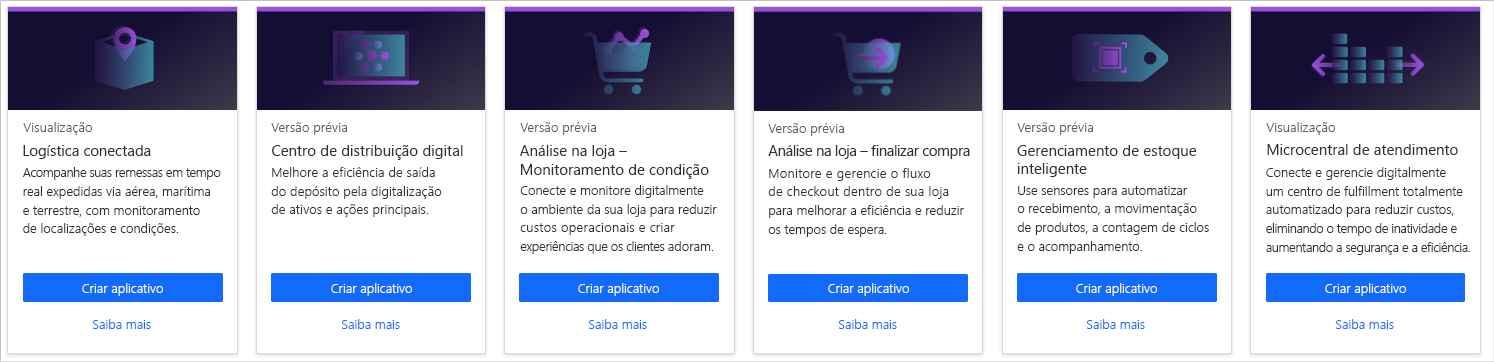 Visualização
Logística conectada
Acompanhe suas remessas em tempo
real expedidas via aérea, marítima
e terrestre, com monitoramento
de localizações e condições.
Criar aplicativo
Saiba mais
Versão prévia
Centro de distribuição digital
Melhore a eficiência de saída
do depósito pela digitalização
de ativos e ações principais.
Criar aplicativo
Saiba mais
Versão prévia
Análise na loja –
Monitoramento de condição
Conecte e monitore digitalmente
o ambiente da sua loja para reduzir
custos operacionais e criar
experiências que os clientes adoram.
Criar aplicativo
Saiba mais
Versão prévia
Análise na loja – finalizar compra
Monitore e gerencie o fluxo
de checkout dentro de sua loja
para melhorar a eficiência e reduzir
os tempos de espera.
Criar aplicativo
Saiba mais
Versão prévia
Gerenciamento de estoque
inteligente
Use sensores para automatizar
o recebimento, a movimentação
de produtos, a contagem de ciclos
e o acompanhamento.
Criar aplicativo
Saiba mais
Visualização
Microcentral de atendimento
Conecte e gerencie digitalmente
um centro de fulfillment totalmente
automatizado para reduzir custos,
eliminando o tempo de inatividade e
aumentando a segurança e a eficiência.
Criar aplicativo
Saiba mais